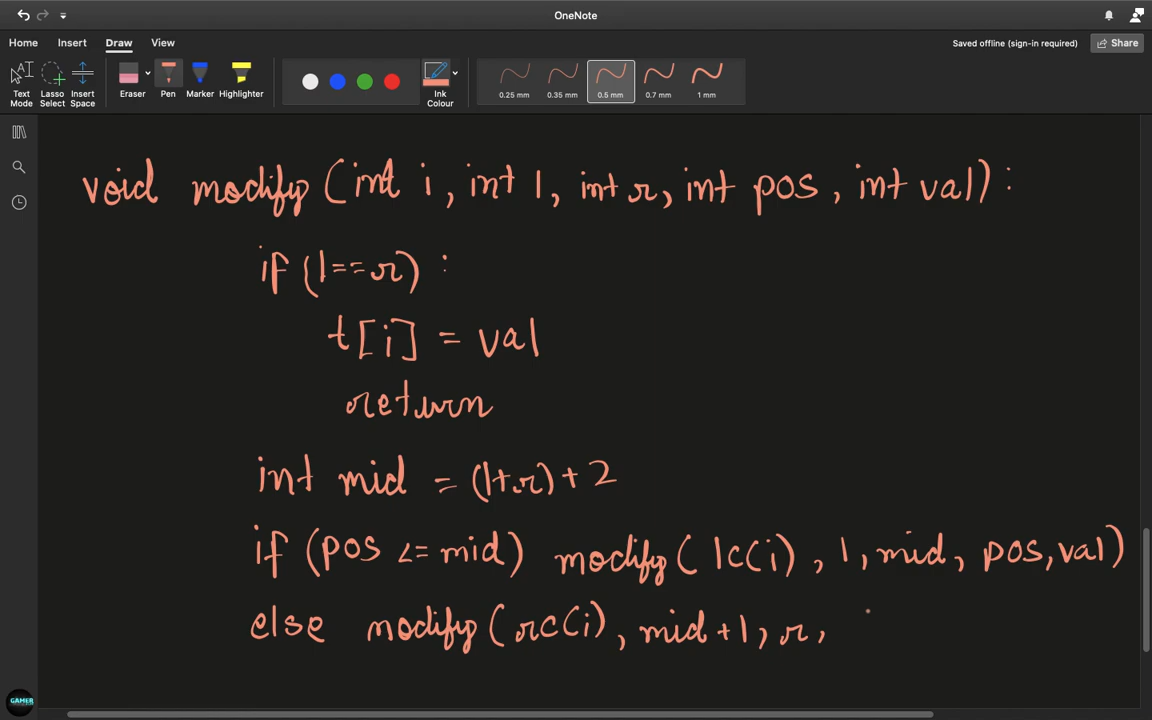 OneNote
Home Insert Draw View
Saved offline (sign-in required) Share
Text Mode Lasso Select Insert Space Eraser Pen Marker Highlighter Ink Colour 0.25 mm 0.35 mm 0.5 mm 0.7 mm 1 mm
void modify (int i, int l, int r, int pos, int val):
if (l==r):
t[i] = val
return
int mid = (l+r)+2
if (pos <= mid) modify( lc(i), l, mid, pos, val)
else modify( rc(i), mid+1, r,
GAMER